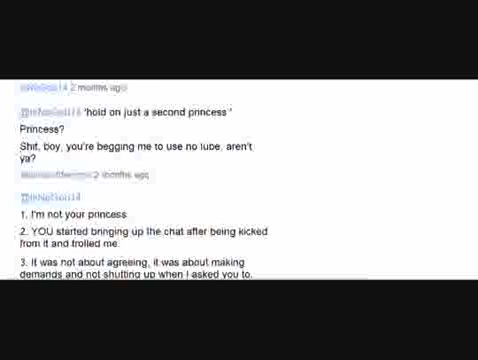 2 months ago
'hold on just a second princess '
Princess?
Shit, boy, you're begging me to use no lube, aren't
ya?
2 months ago
1. I'm not your princess
2. YOU started bringing up the chat after being kicked
from it and trolled me
3. It was not about agreeing, it was about making
demands and not shutting up when I asked you to.